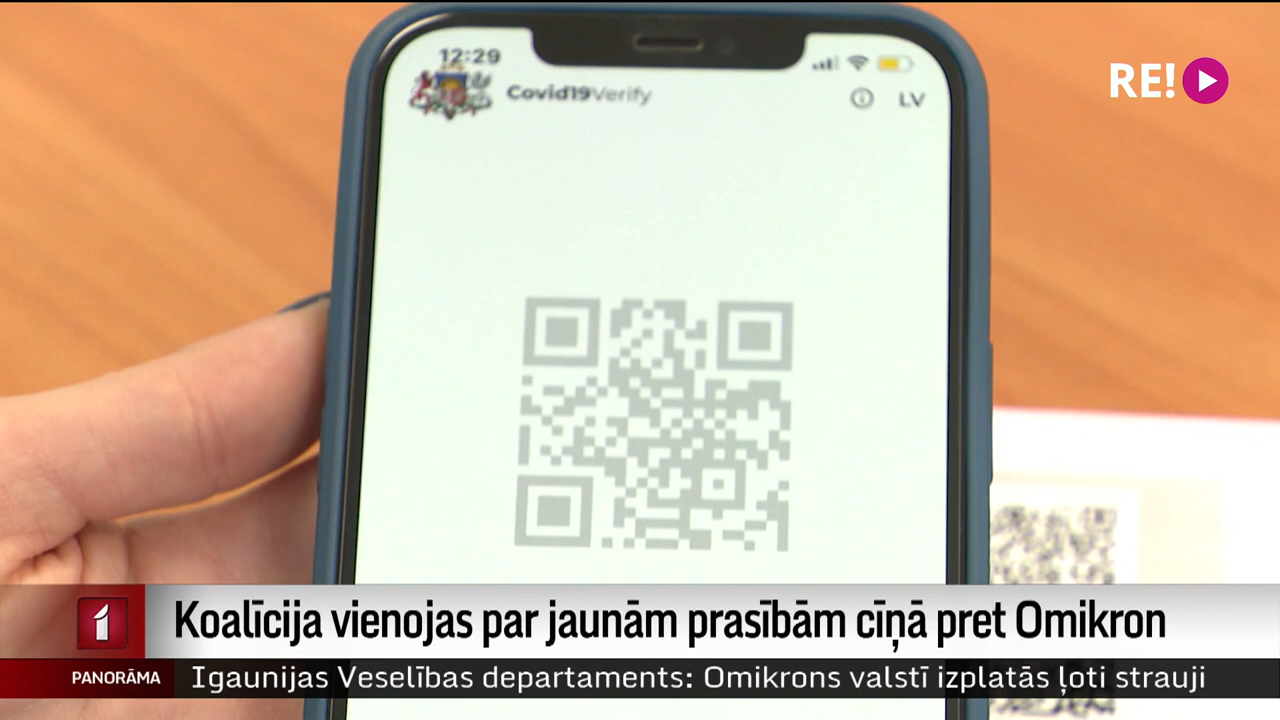 12:29
Covid19Verify
LV
RE!
1
Koalīcija vienojas par jaunām prasībām cīņā pret Omikron
PANORĀMA
Igaunijas Veselības departaments: Omikrons valstī izplatās ļoti strauji